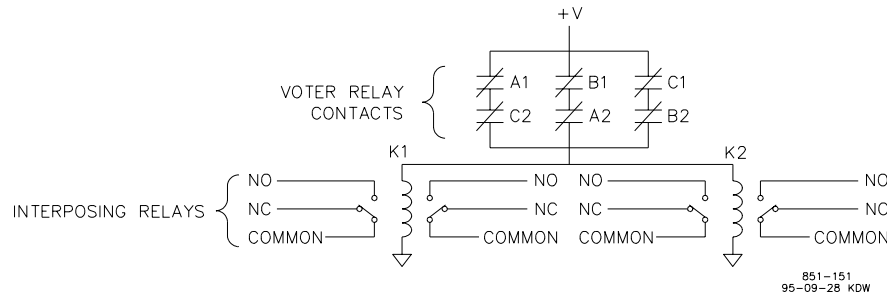 +V
VOTER RELAY
CONTACTS
A1 B1 C1
C2 A2 B2
K1 K2
INTERPOSING RELAYS
NO NO NO NO
NC NC NC NC
COMMON COMMON COMMON COMMON
851-151
95-09-28 KDW